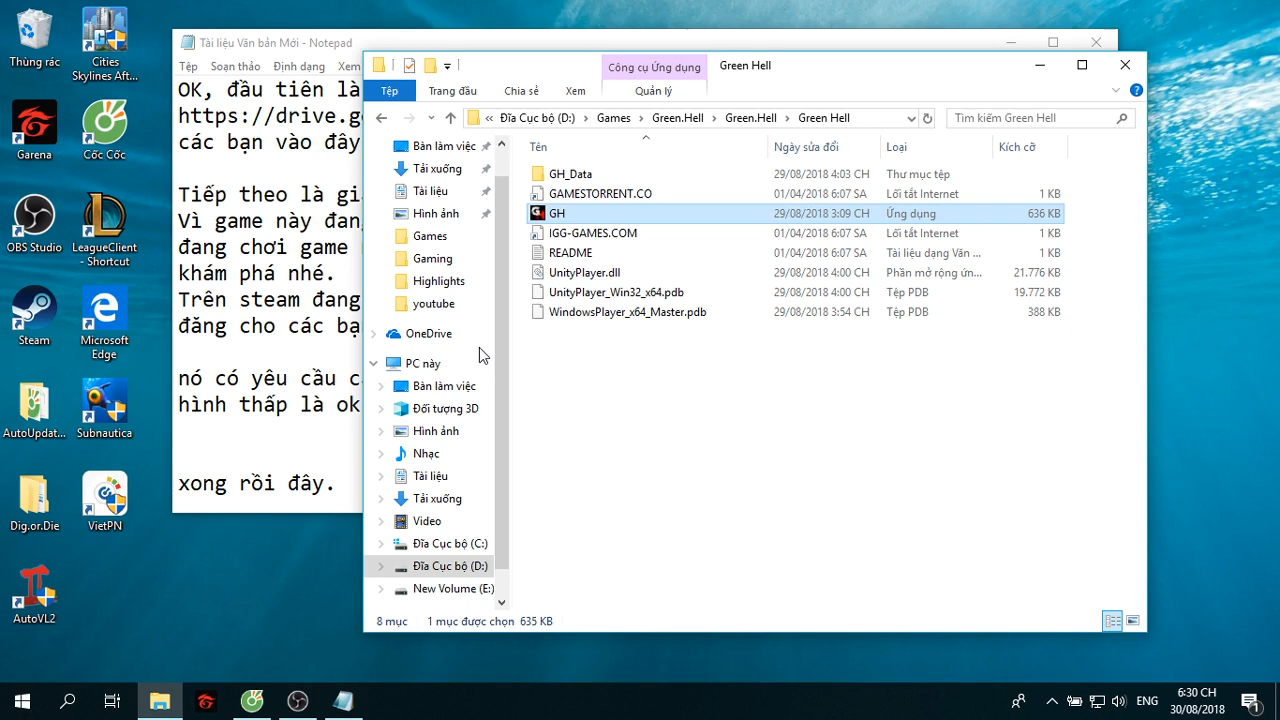 Thùng rác
Cities
Skylines Aft...
Garena
Cốc Cốc
OBS Studio
LeagueClient
- Shortcut
Steam
Microsoft
Edge
AutoUpdat...
Subnautica
Dig.or.Die
VietPN
AutoVL2
Tài liệu Văn bản Mới - Notepad
Tệp Soạn thảo Định dạng Xem
OK, đầu tiên là
https://drive.g
các bạn vào đây
Tiếp theo là gi
Vì game này đan
đang chơi game
khám phá nhé.
Trên steam đang
đăng cho các bạ
nó có yêu cầu c
hình thấp là ok
xong rồi đây.
Công cụ Ứng dụng Green Hell
Tệp Trang đầu Chia sẻ Xem Quản lý
« Đĩa Cục bộ (D:) Games Green.Hell Green.Hell Green Hell
Tìm kiếm Green Hell
Bàn làm việc
Tải xuống
Tài liệu
Hình ảnh
Games
Gaming
Highlights
youtube
OneDrive
PC này
Bàn làm việc
Đối tượng 3D
Hình ảnh
Nhạc
Tài liệu
Tải xuống
Video
Đĩa Cục bộ (C:)
Đĩa Cục bộ (D:)
New Volume (E:)
Tên Ngày sửa đổi Loại Kích cỡ
GH_Data 29/08/2018 4:03 CH Thư mục tệp
GAMESTORRENT.CO 01/04/2018 6:07 SA Lối tắt Internet 1 KB
GH 29/08/2018 3:09 CH Ứng dụng 636 KB
IGG-GAMES.COM 01/04/2018 6:07 SA Lối tắt Internet 1 KB
README 01/04/2018 6:07 SA Tài liệu dạng Văn ... 1 KB
UnityPlayer.dll 29/08/2018 4:00 CH Phần mở rộng ứn... 21.776 KB
UnityPlayer_Win32_x64.pdb 29/08/2018 4:00 CH Tệp PDB 19.772 KB
WindowsPlayer_x64_Master.pdb 29/08/2018 3:54 CH Tệp PDB 388 KB
8 mục 1 mục được chọn 635 KB
ENG
6:30 CH
30/08/2018
1